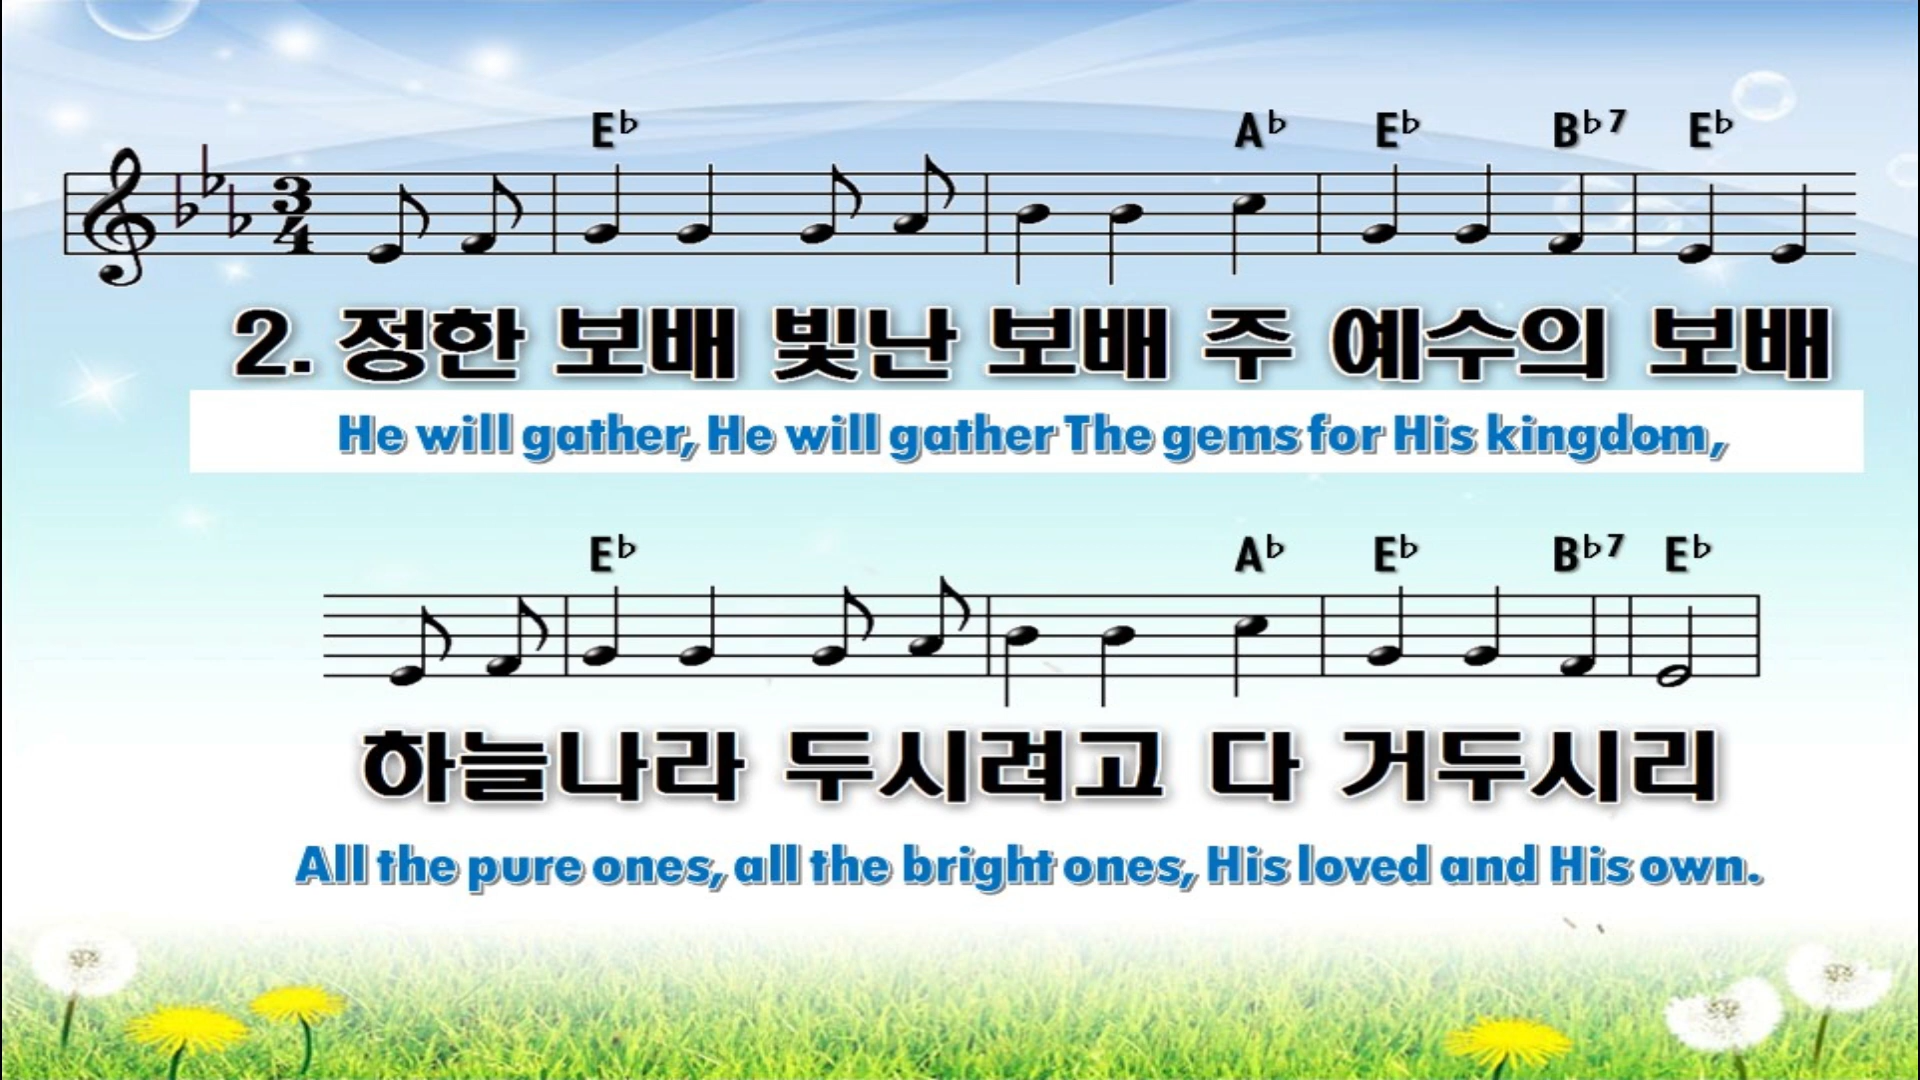 E♭ A♭ E♭ B♭7 E♭
3
4
2. 정한 보배 빛난 보배 주 예수의 보배
He will gather, He will gather The gems for His kingdom,
E♭ A♭ E♭ B♭7 E♭
하늘나라 두시려고 다 거두시리
All the pure ones, all the bright ones, His loved and His own.